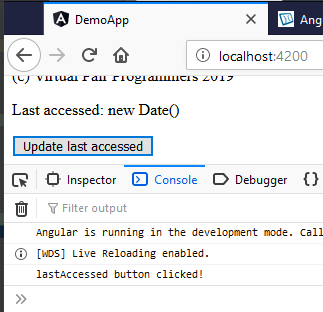 DemoApp
Ang
localhost:4200
(c) Virtual Pair Programmers 2019
Last accessed: new Date()
Update last accessed
Inspector Console Debugger {}
Filter output
Angular is running in the development mode. Call
[WDS] Live Reloading enabled.
lastAccessed button clicked!